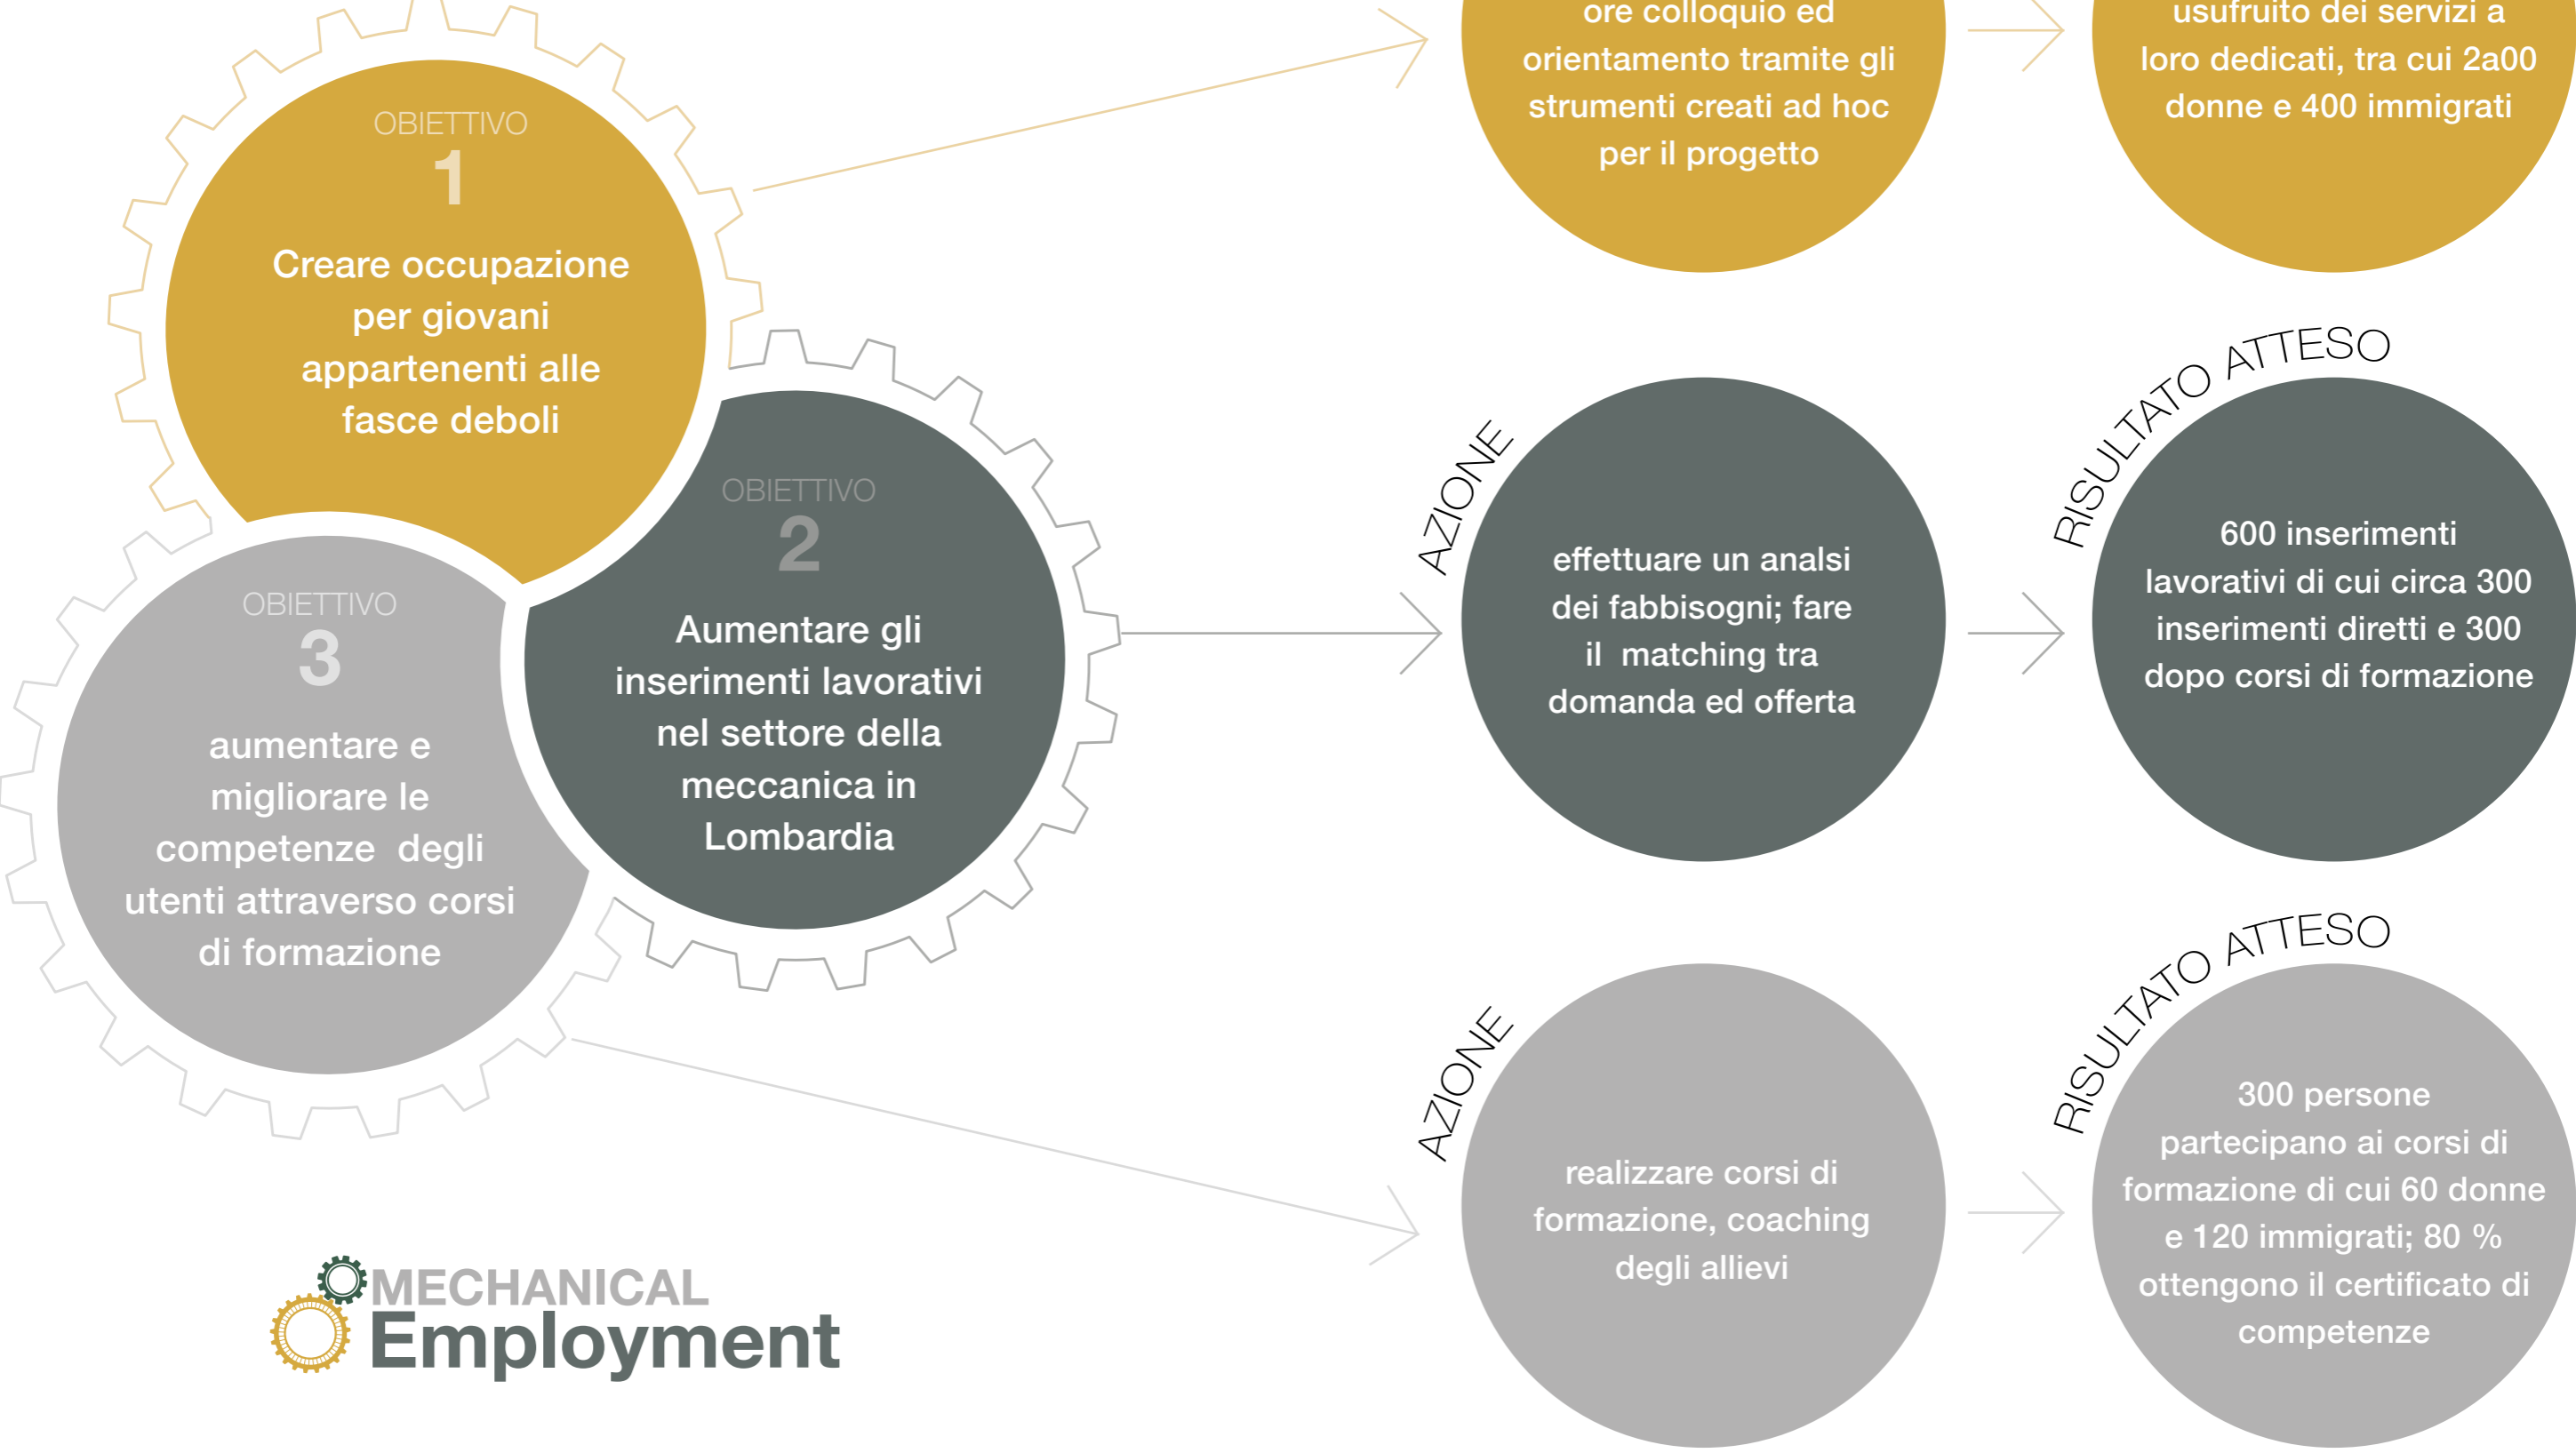 OBIETTIVO
1
Creare occupazione
per giovani
appartenenti alle
fasce deboli
ore colloquio ed
orientamento tramite gli
strumenti creati ad hoc
per il progetto
usufruito dei servizi a
loro dedicati, tra cui 2a00
donne e 400 immigrati
OBIETTIVO
2
Aumentare gli
inserimenti lavorativi
nel settore della
meccanica in
Lombardia
AZIONE
effettuare un analsi
dei fabbisogni; fare
il matching tra
domanda ed offerta
RISULTATO ATTESO
600 inserimenti
lavorativi di cui circa 300
inserimenti diretti e 300
dopo corsi di formazione
OBIETTIVO
3
aumentare e
migliorare le
competenze degli
utenti attraverso corsi
di formazione
AZIONE
realizzare corsi di
formazione, coaching
degli allievi
RISULTATO ATTESO
300 persone
partecipano ai corsi di
formazione di cui 60 donne
e 120 immigrati; 80 %
ottengono il certificato di
competenze
MECHANICAL
Employment